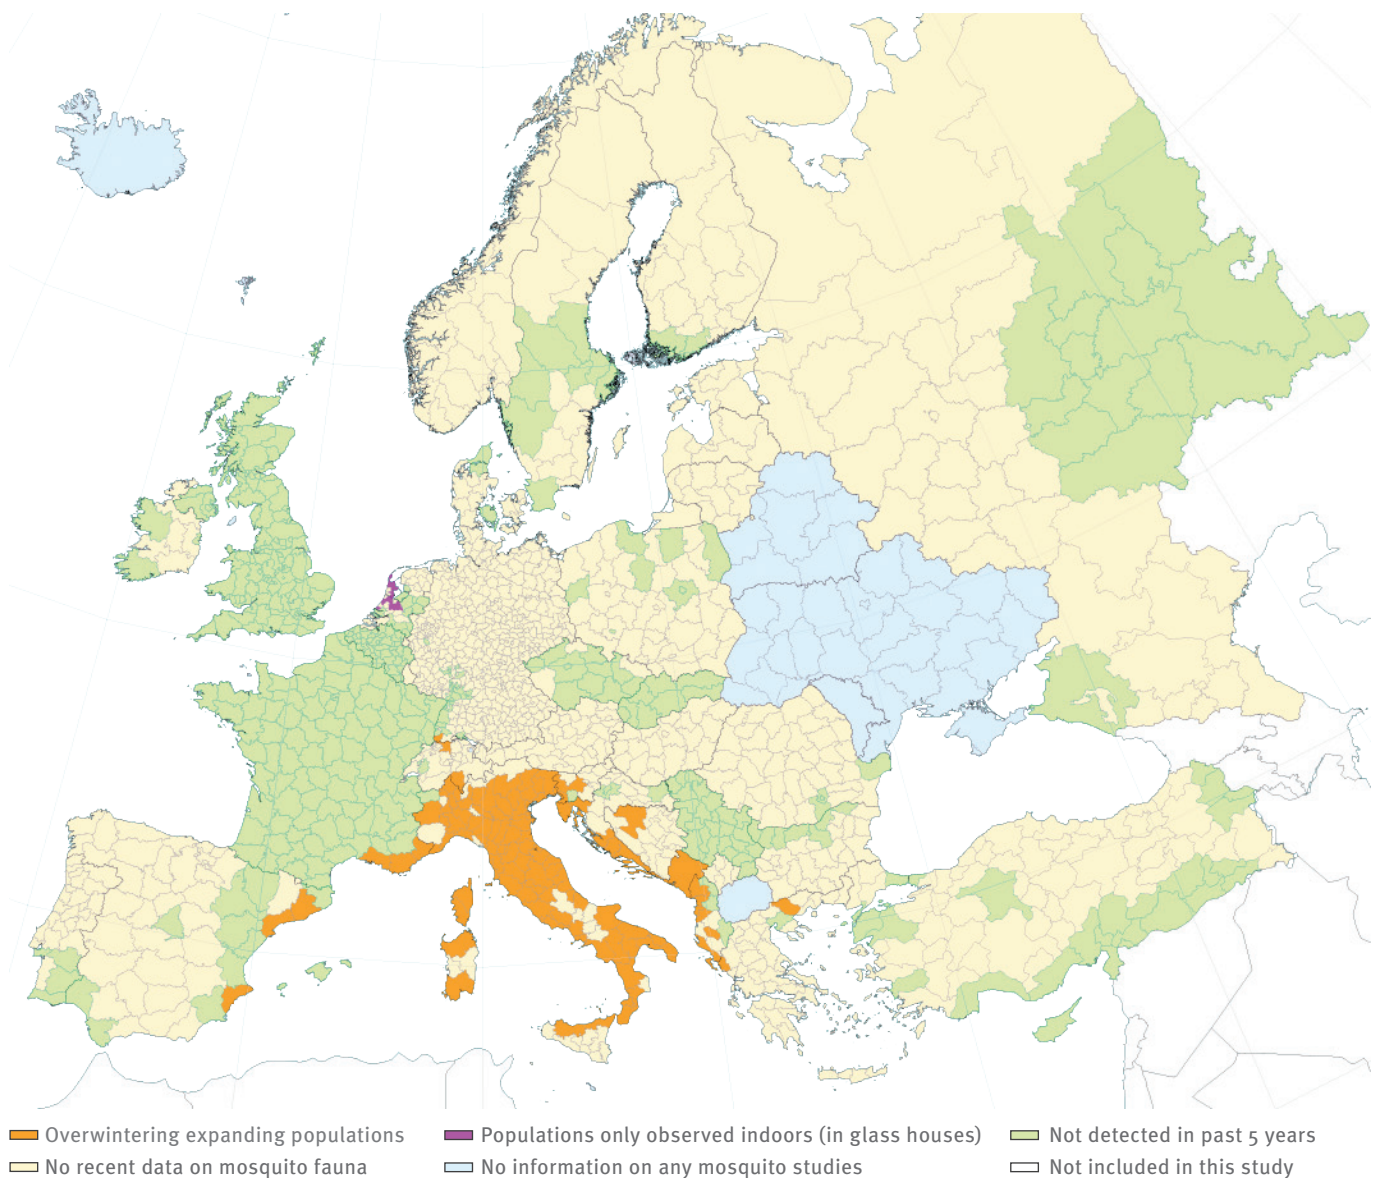 Overwintering expanding populations
Populations only observed indoors (in glass houses)
Not detected in past 5 years
No recent data on mosquito fauna
No information on any mosquito studies
Not included in this study